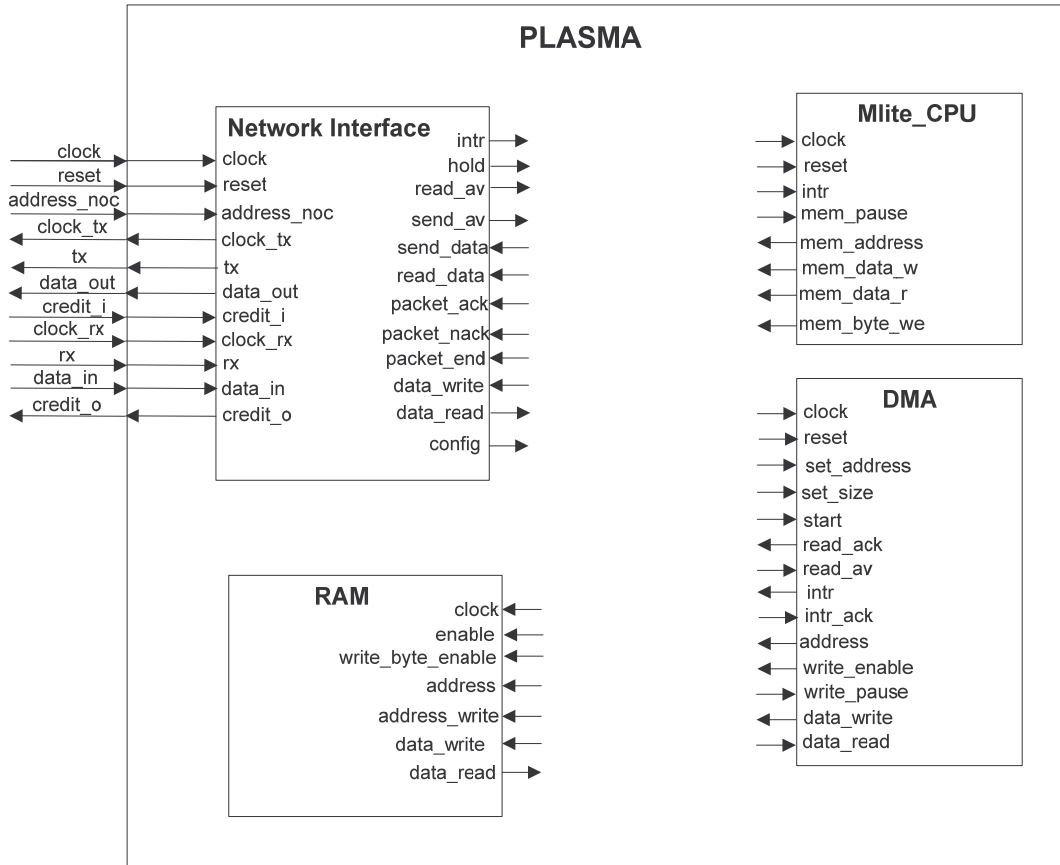 PLASMA
clock
reset
address_noc
clock_tx
tx
data_out
credit_i
clock_rx
rx
data_in
credit_o
Network Interface
clock
reset
address_noc
clock_tx
tx
data_out
credit_i
clock_rx
rx
data_in
credit_o
intr
hold
read_av
send_av
send_data
read_data
packet_ack
packet_nack
packet_end
data_write
data_read
config
Mlite_CPU
clock
reset
intr
mem_pause
mem_address
mem_data_w
mem_data_r
mem_byte_we
RAM
clock
enable
write_byte_enable
address
address_write
data_write
data_read
DMA
clock
reset
set_address
set_size
start
read_ack
read_av
intr
intr_ack
address
write_enable
write_pause
data_write
data_read